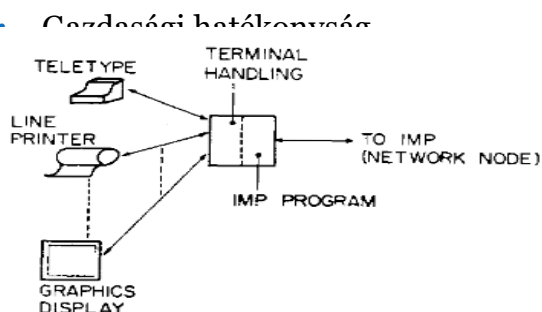 • Gazdasági hatékonyság
TERMINAL
HANDLING
TELETYPE
LINE
PRINTER
TO IMP
(NETWORK NODE)
IMP PROGRAM
GRAPHICS
DISPLAY